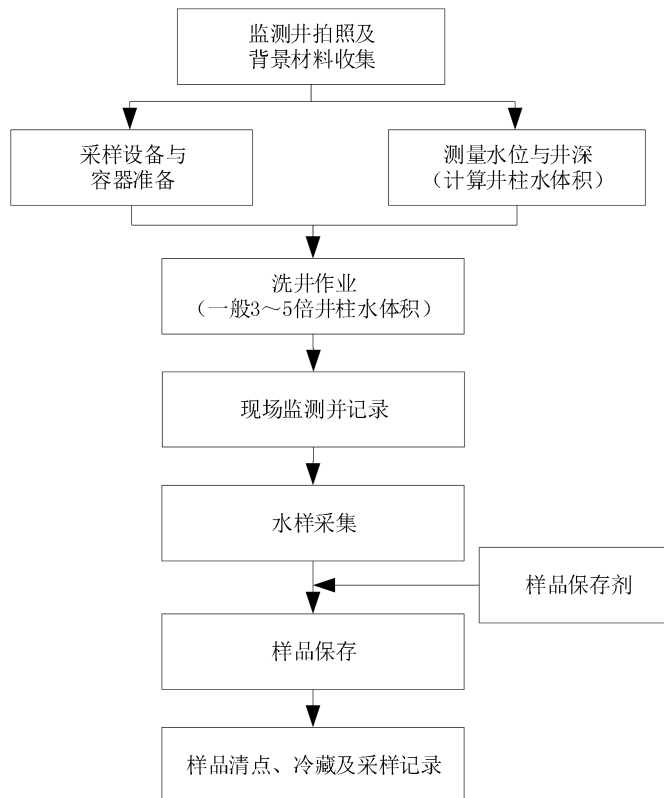 监测井拍照及
背景材料收集
采样设备与
容器准备
测量水位与井深
（计算井柱水体积）
洗井作业
（一般3～5倍井柱水体积）
现场监测并记录
水样采集
样品保存剂
样品保存
样品清点、冷藏及采样记录